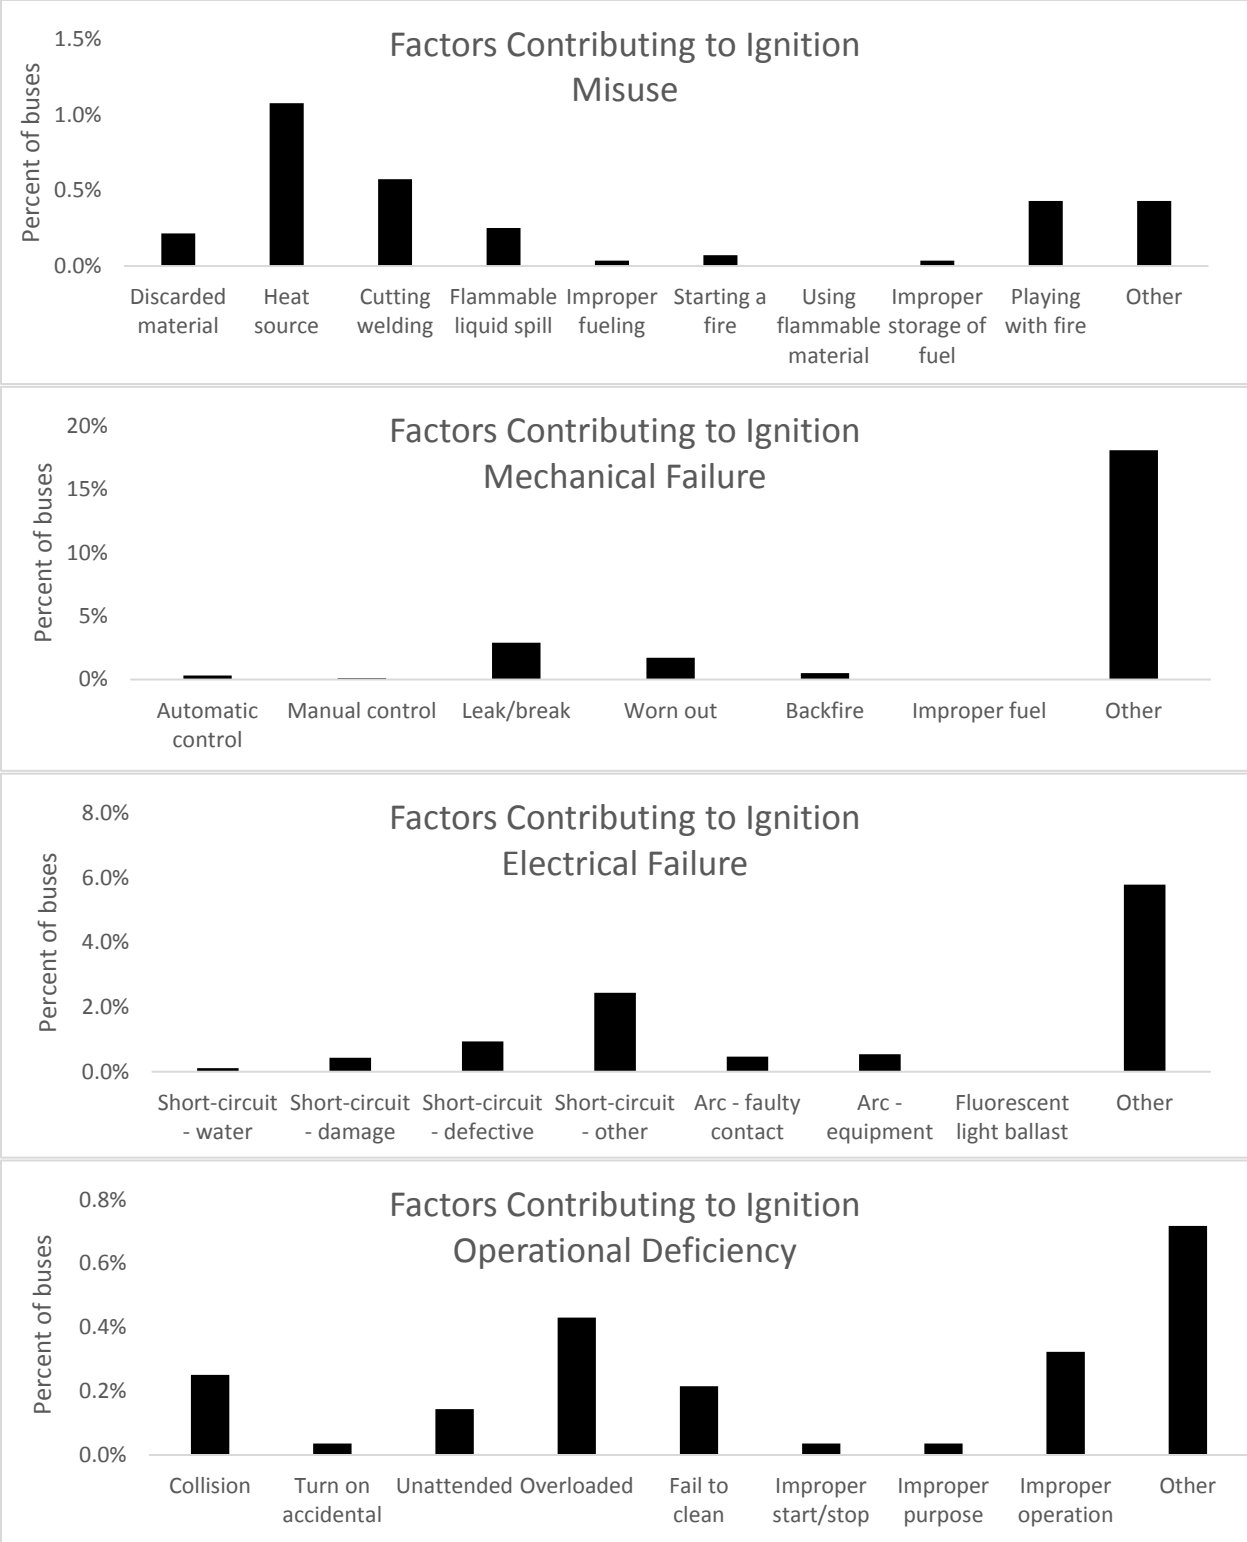 Factors Contributing to Ignition
Misuse
Percent of buses
1.5%
1.0%
0.5%
0.0%
Discarded material
Heat source
Cutting welding
Flammable liquid spill
Improper fueling
Starting a fire
Using flammable material
Improper storage of fuel
Playing with fire
Other
Factors Contributing to Ignition
Mechanical Failure
Percent of buses
20%
15%
10%
5%
0%
Automatic control
Manual control
Leak/break
Worn out
Backfire
Improper fuel
Other
Factors Contributing to Ignition
Electrical Failure
Percent of buses
8.0%
6.0%
4.0%
2.0%
0.0%
Short-circuit - water
Short-circuit - damage
Short-circuit - defective
Short-circuit - other
Arc - faulty contact
Arc - equipment
Fluorescent light ballast
Other
Factors Contributing to Ignition
Operational Deficiency
Percent of buses
0.8%
0.6%
0.4%
0.2%
0.0%
Collision
Turn on accidental
Unattended
Overloaded
Fail to clean
Improper start/stop
Improper purpose
Improper operation
Other